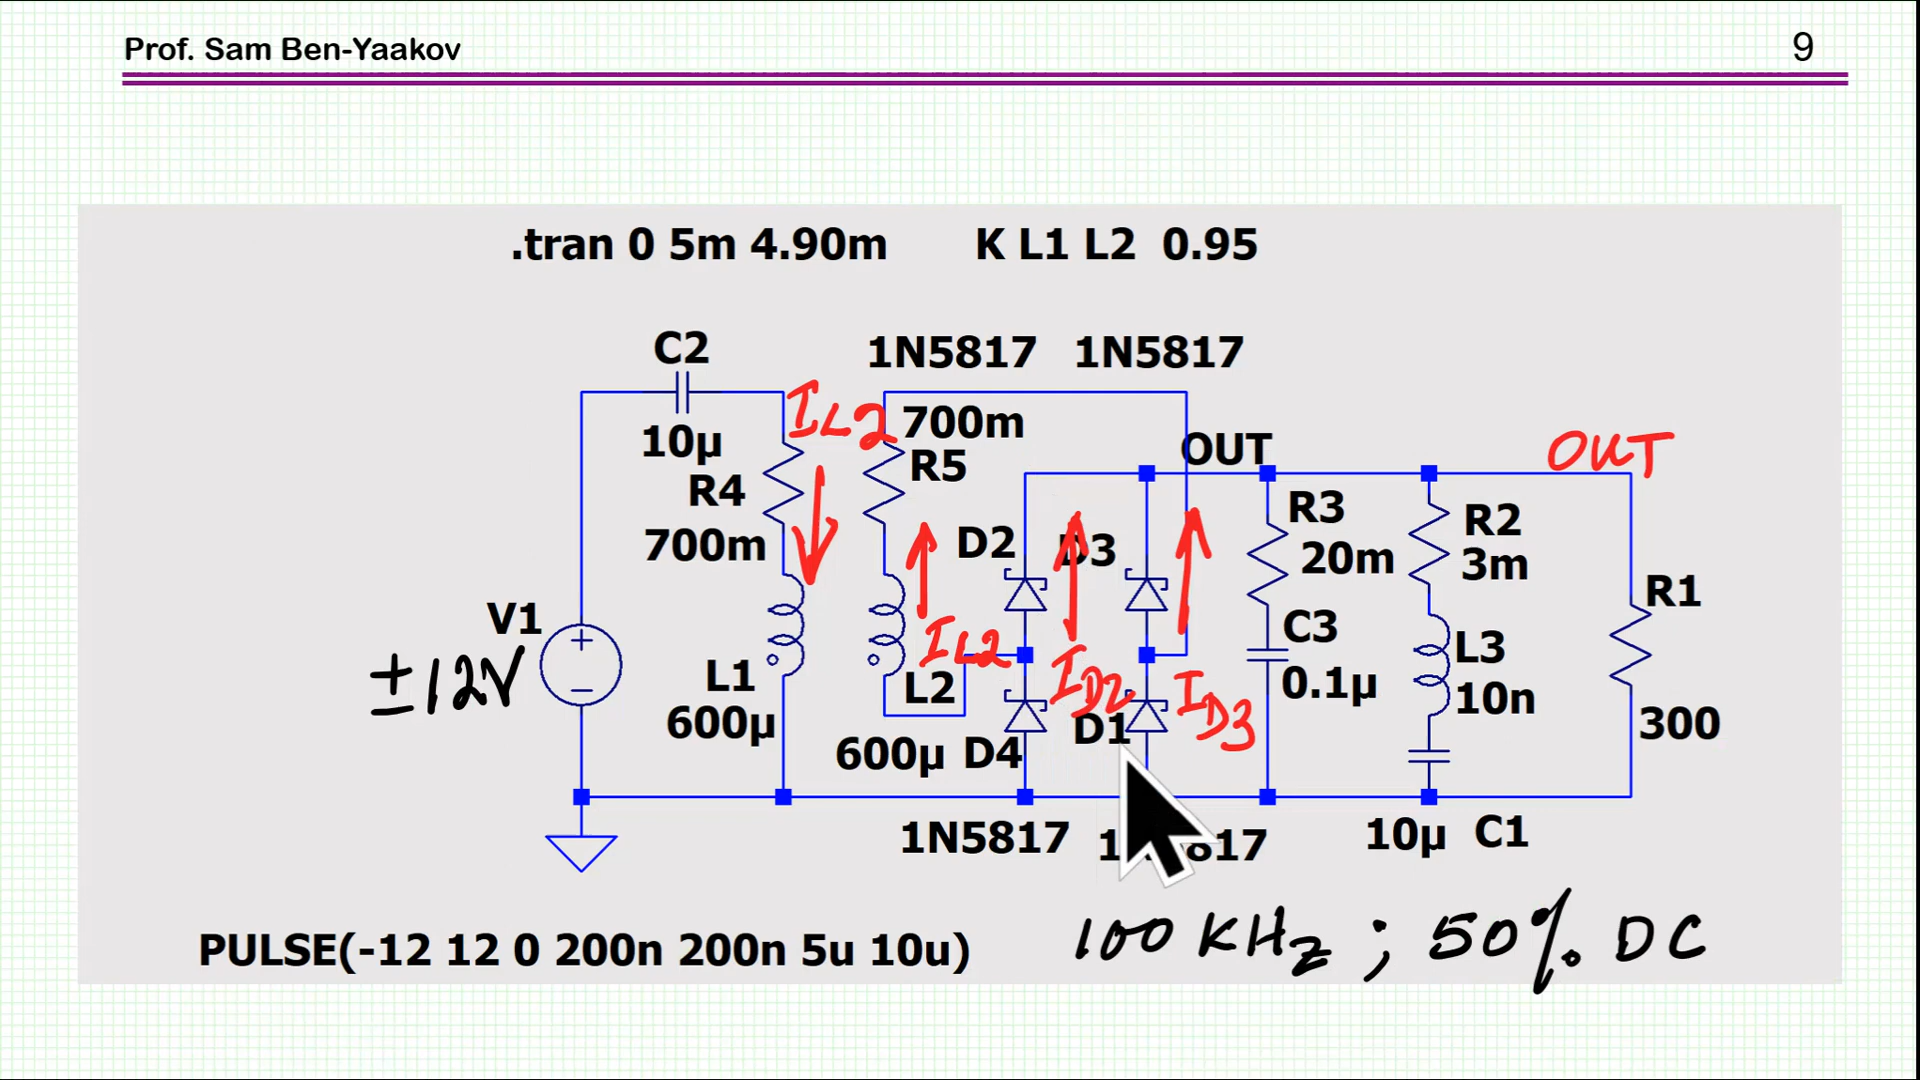 Prof. Sam Ben-Yaakov
9
.tran 0 5m 4.90m
K L1 L2 0.95
C2
10µ
1N5817
1N5817
IL2
700m
R5
R4
700m
OUT
OUT
D2
D3
R3
20m
R2
3m
R1
300
V1
±12V
L1
600µ
IL2
L2
600µ
ID2
ID3
C3
0.1µ
L3
10n
D4
D1
1N5817
10µ
C1
PULSE(-12 12 0 200n 200n 5u 10u)
100 KHz ; 50% DC